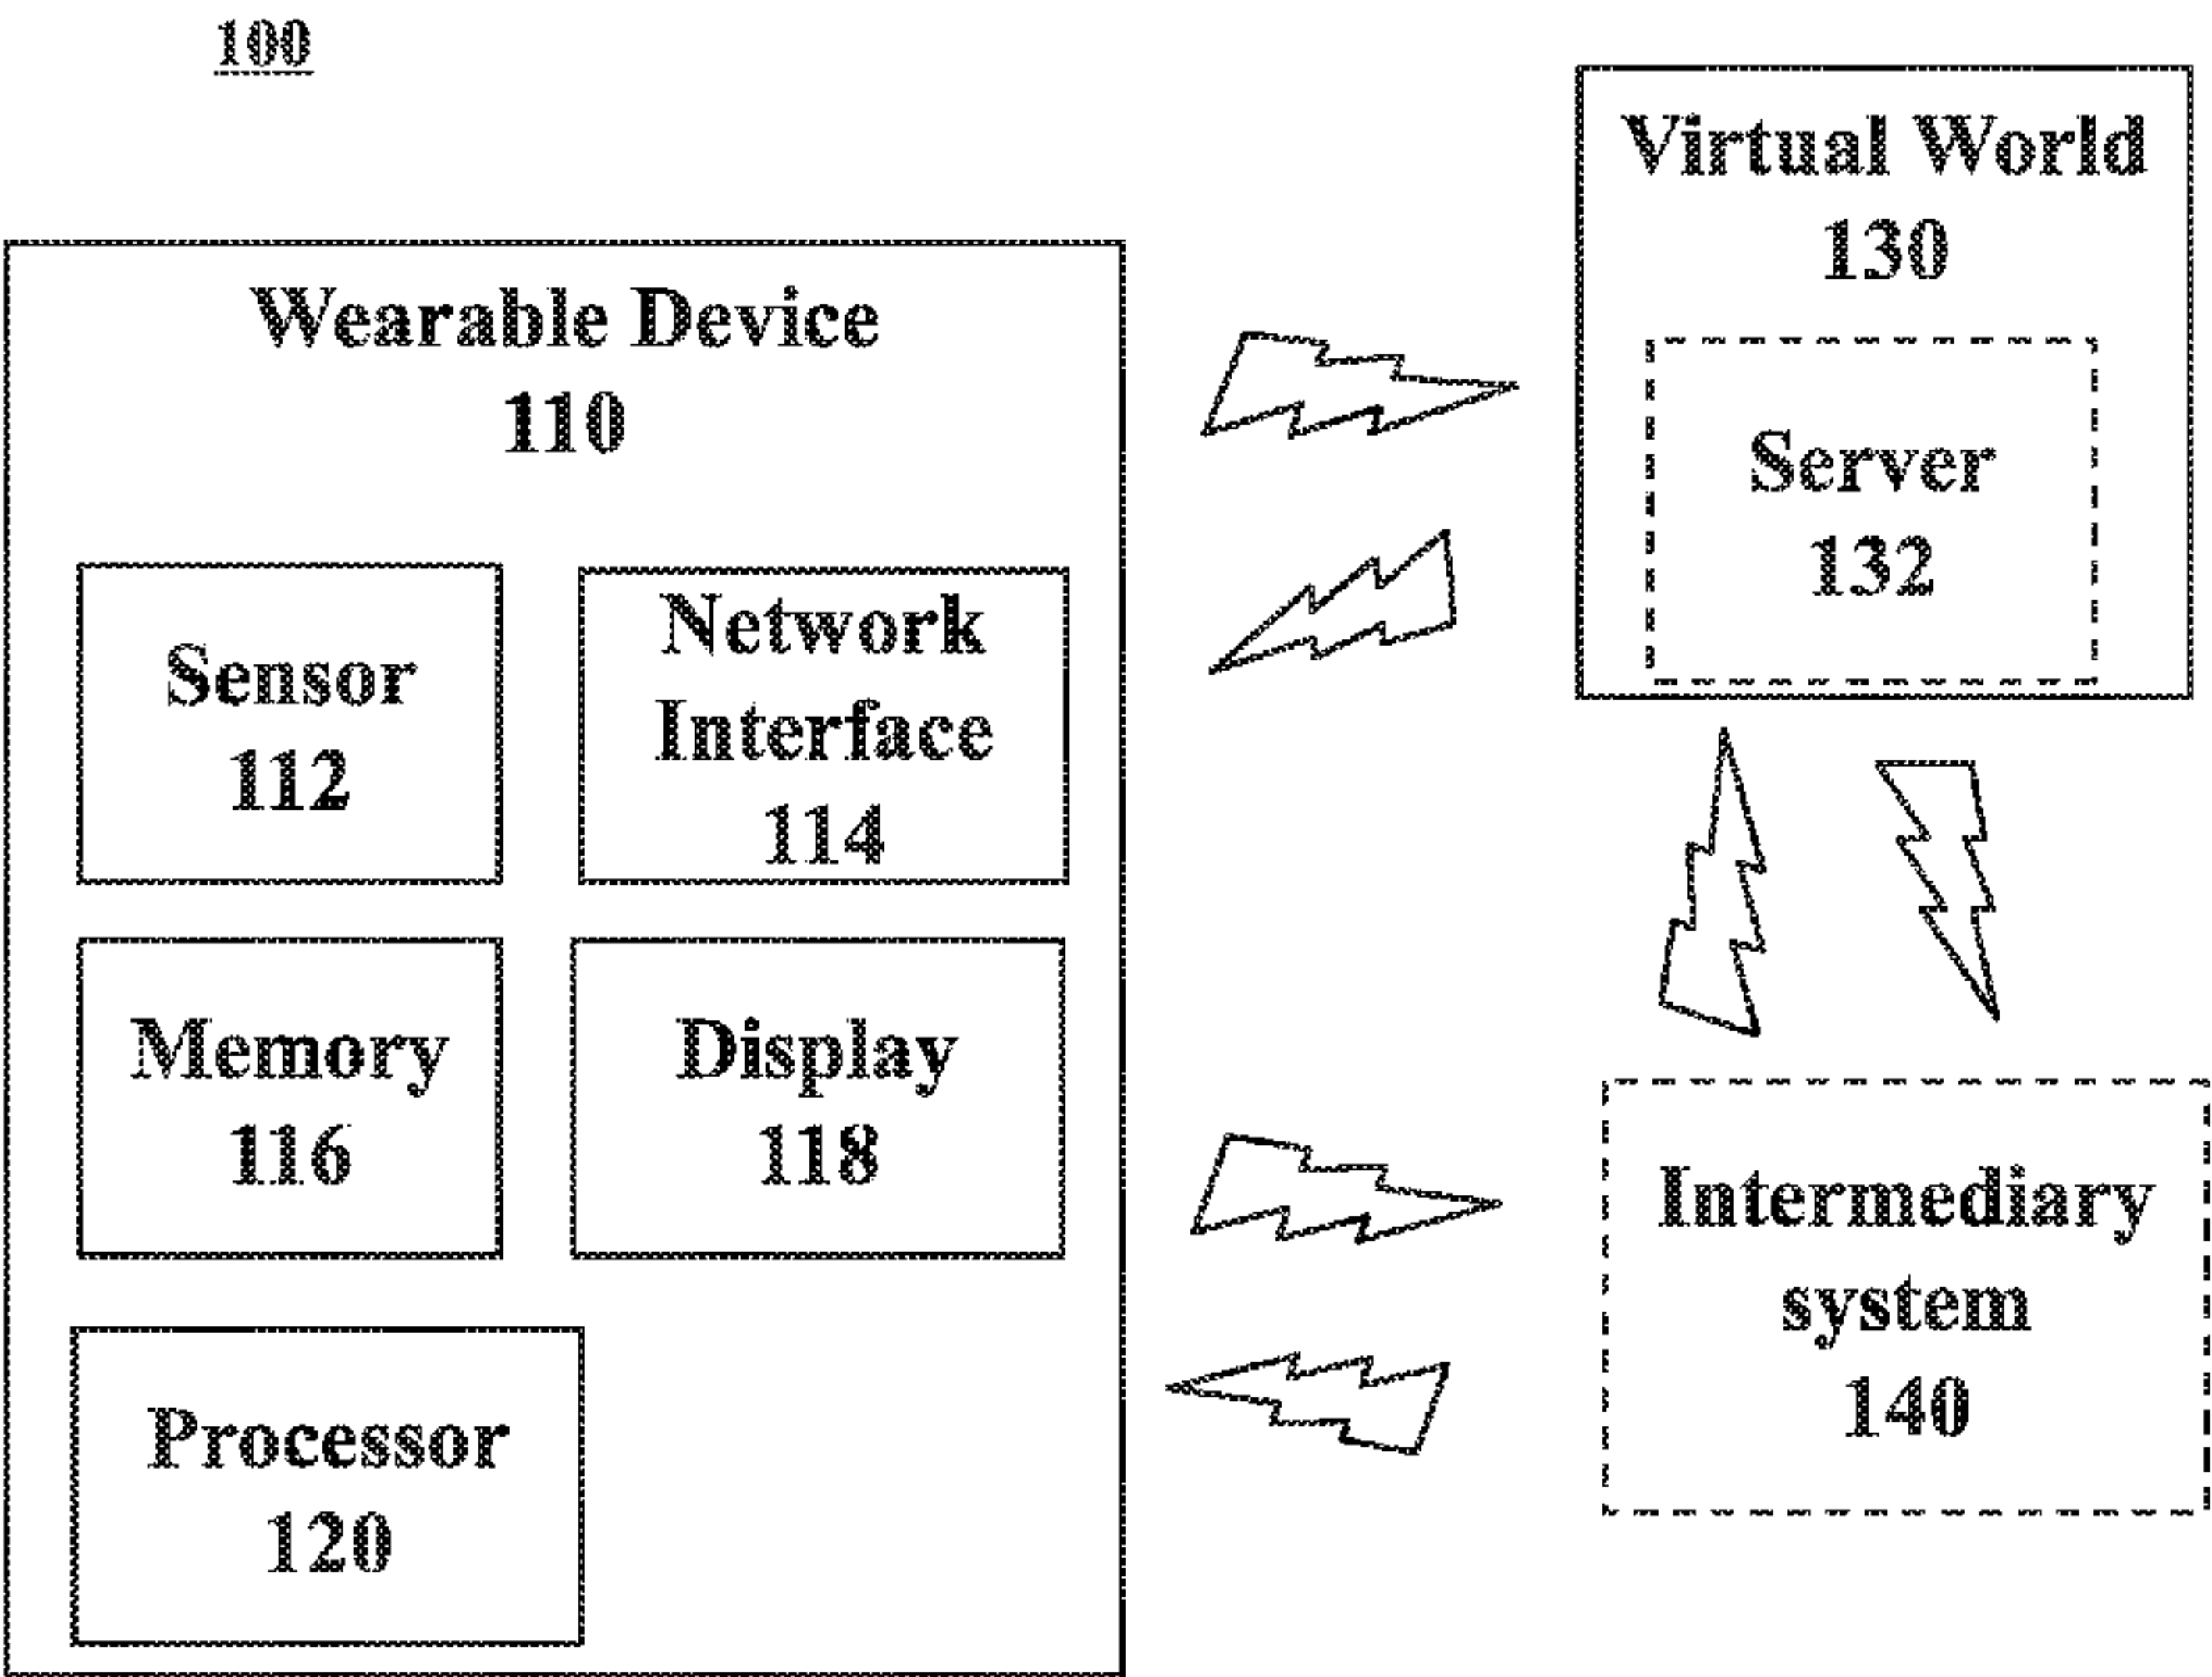 100
Wearable Device
110
Sensor
112
Network
Interface
114
Memory
116
Display
118
Processor
120
Virtual World
130
Server
132
Intermediary
system
140